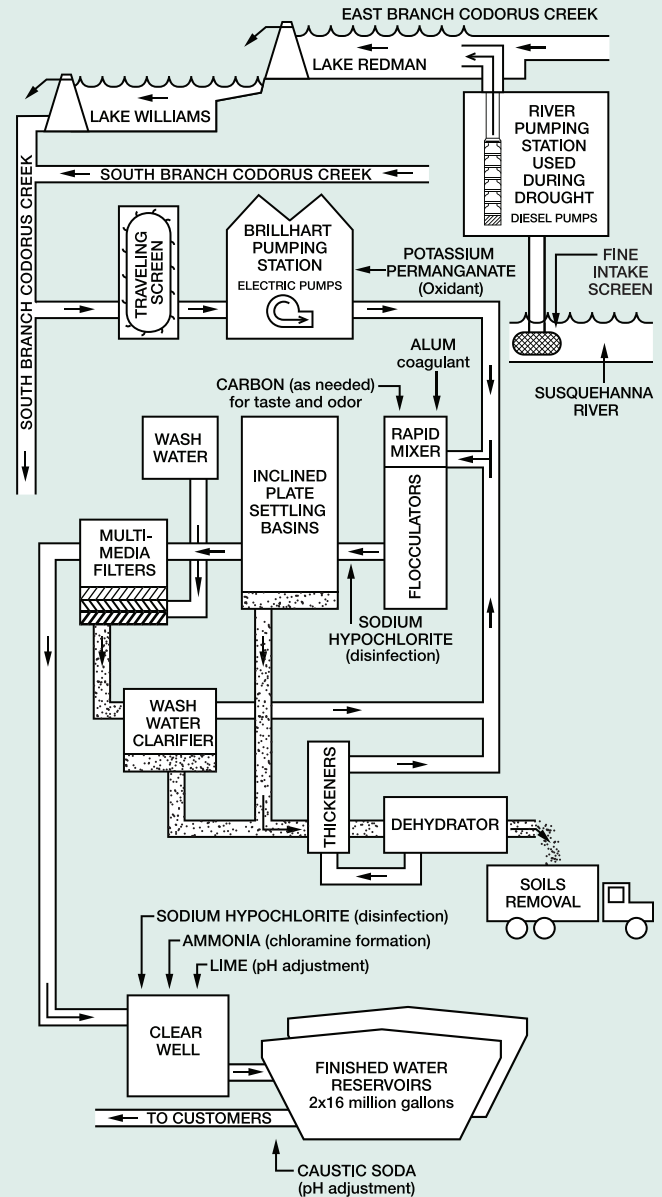 EAST BRANCH CODORUS CREEK
LAKE REDMAN
LAKE WILLIAMS
RIVER
PUMPING
STATION
USED
DURING
DROUGHT
DIESEL PUMPS
SOUTH BRANCH CODORUS CREEK
SOUTH BRANCH CODORUS CREEK
TRAVELING
SCREEN
BRILLHART
PUMPING
STATION
ELECTRIC PUMPS
POTASSIUM
PERMANGANATE
(Oxidant)
FINE
INTAKE
SCREEN
SUSQUEHANNA
RIVER
ALUM
coagulant
CARBON (as needed)
for taste and odor
WASH
WATER
INCLINED
PLATE
SETTLING
BASINS
RAPID
MIXER
FLOCCULATORS
MULTI-
MEDIA
FILTERS
SODIUM
HYPOCHLORITE
(disinfection)
WASH
WATER
CLARIFIER
THICKENERS
DEHYDRATOR
SOILS
REMOVAL
SODIUM HYPOCHLORITE (disinfection)
AMMONIA (chloramine formation)
LIME (pH adjustment)
CLEAR
WELL
FINISHED WATER
RESERVOIRS
2x16 million gallons
TO CUSTOMERS
CAUSTIC SODA
(pH adjustment)